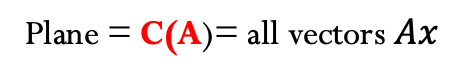 Plane = C(A)= all vectors Ax